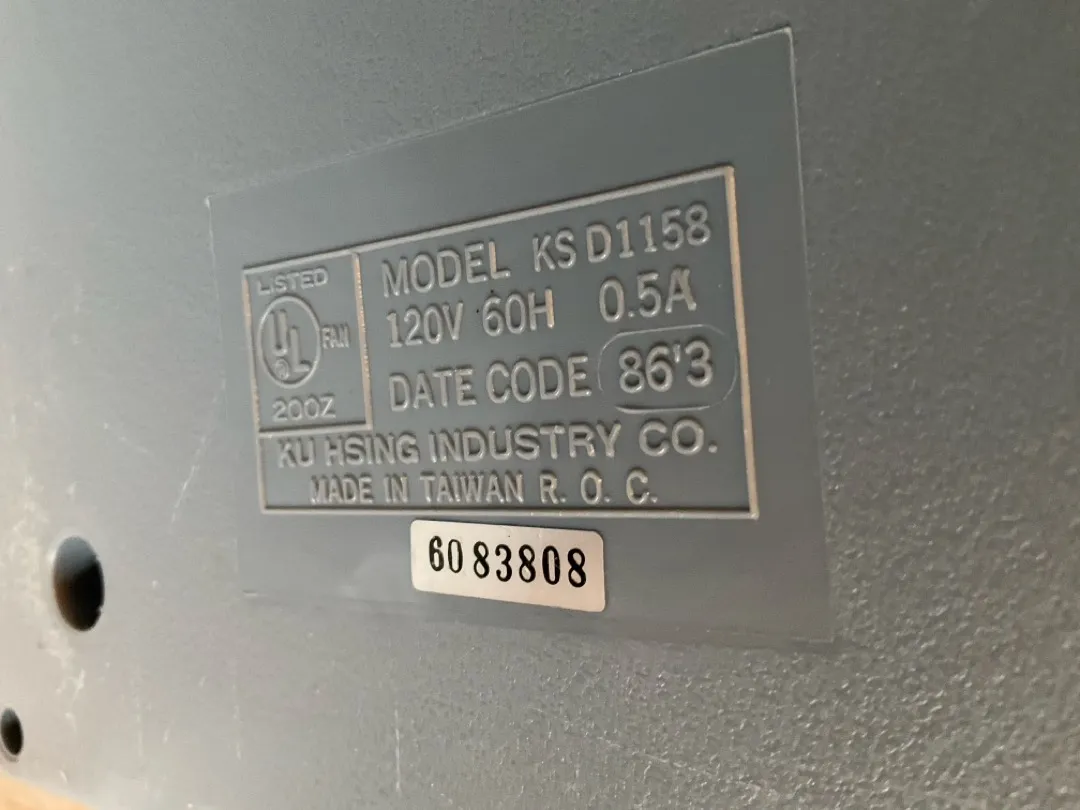 LISTED
UL
®
FAN
200Z
MODEL KS D1158
120V 60H 0.5A
DATE CODE 86'3
KU HSING INDUSTRY CO.
MADE IN TAIWAN R. O. C.
6083808